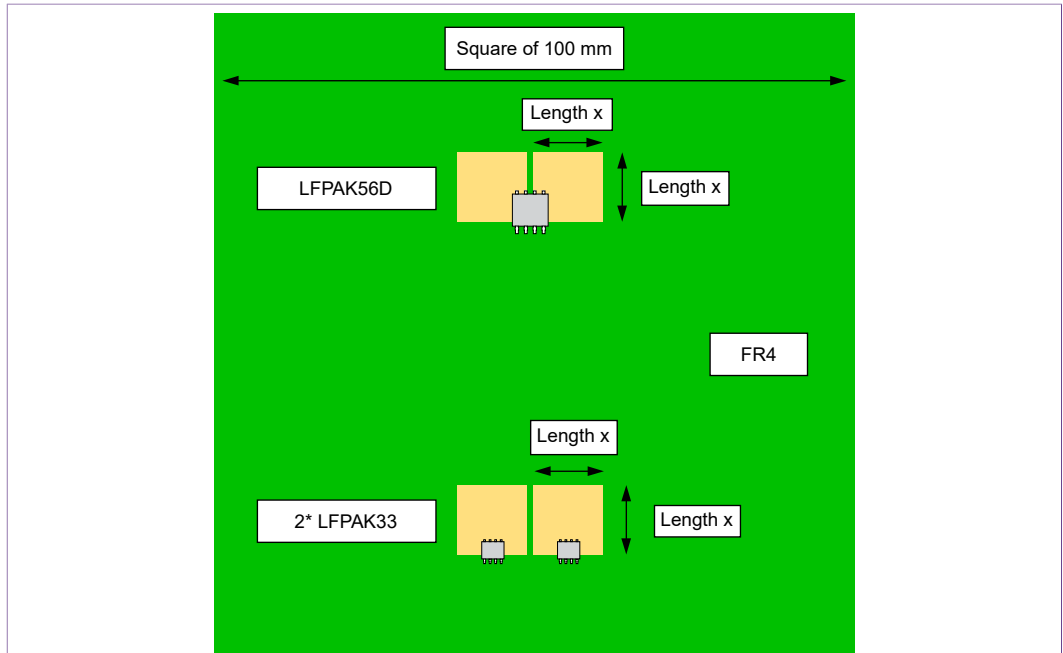 Square of 100 mm
Length x
LFPAK56D
Length x
FR4
Length x
2* LFPAK33
Length x